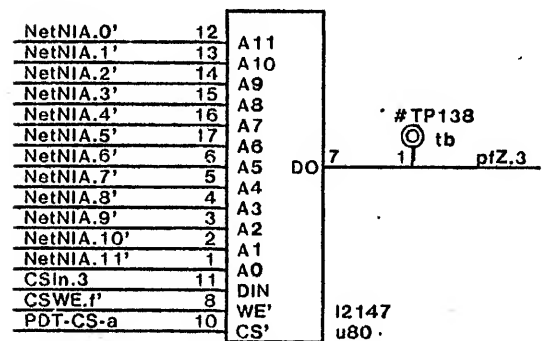 NetNIA.0' 12 A11
NetNIA.1' 13 A10
NetNIA.2' 14 A9
NetNIA.3' 15 A8
NetNIA.4' 16 A7
NetNIA.5' 17 A6
NetNIA.6' 6 A5
NetNIA.7' 5 A4
NetNIA.8' 4 A3
NetNIA.9' 3 A2
NetNIA.10' 2 A1
NetNIA.11' 1 A0
CSIn.3 11 DIN
CSWE.f' 8 WE'
PDT-CS-a 10 CS'
DO 7 1 pfZ.3
#TP138
tb
I2147
u80